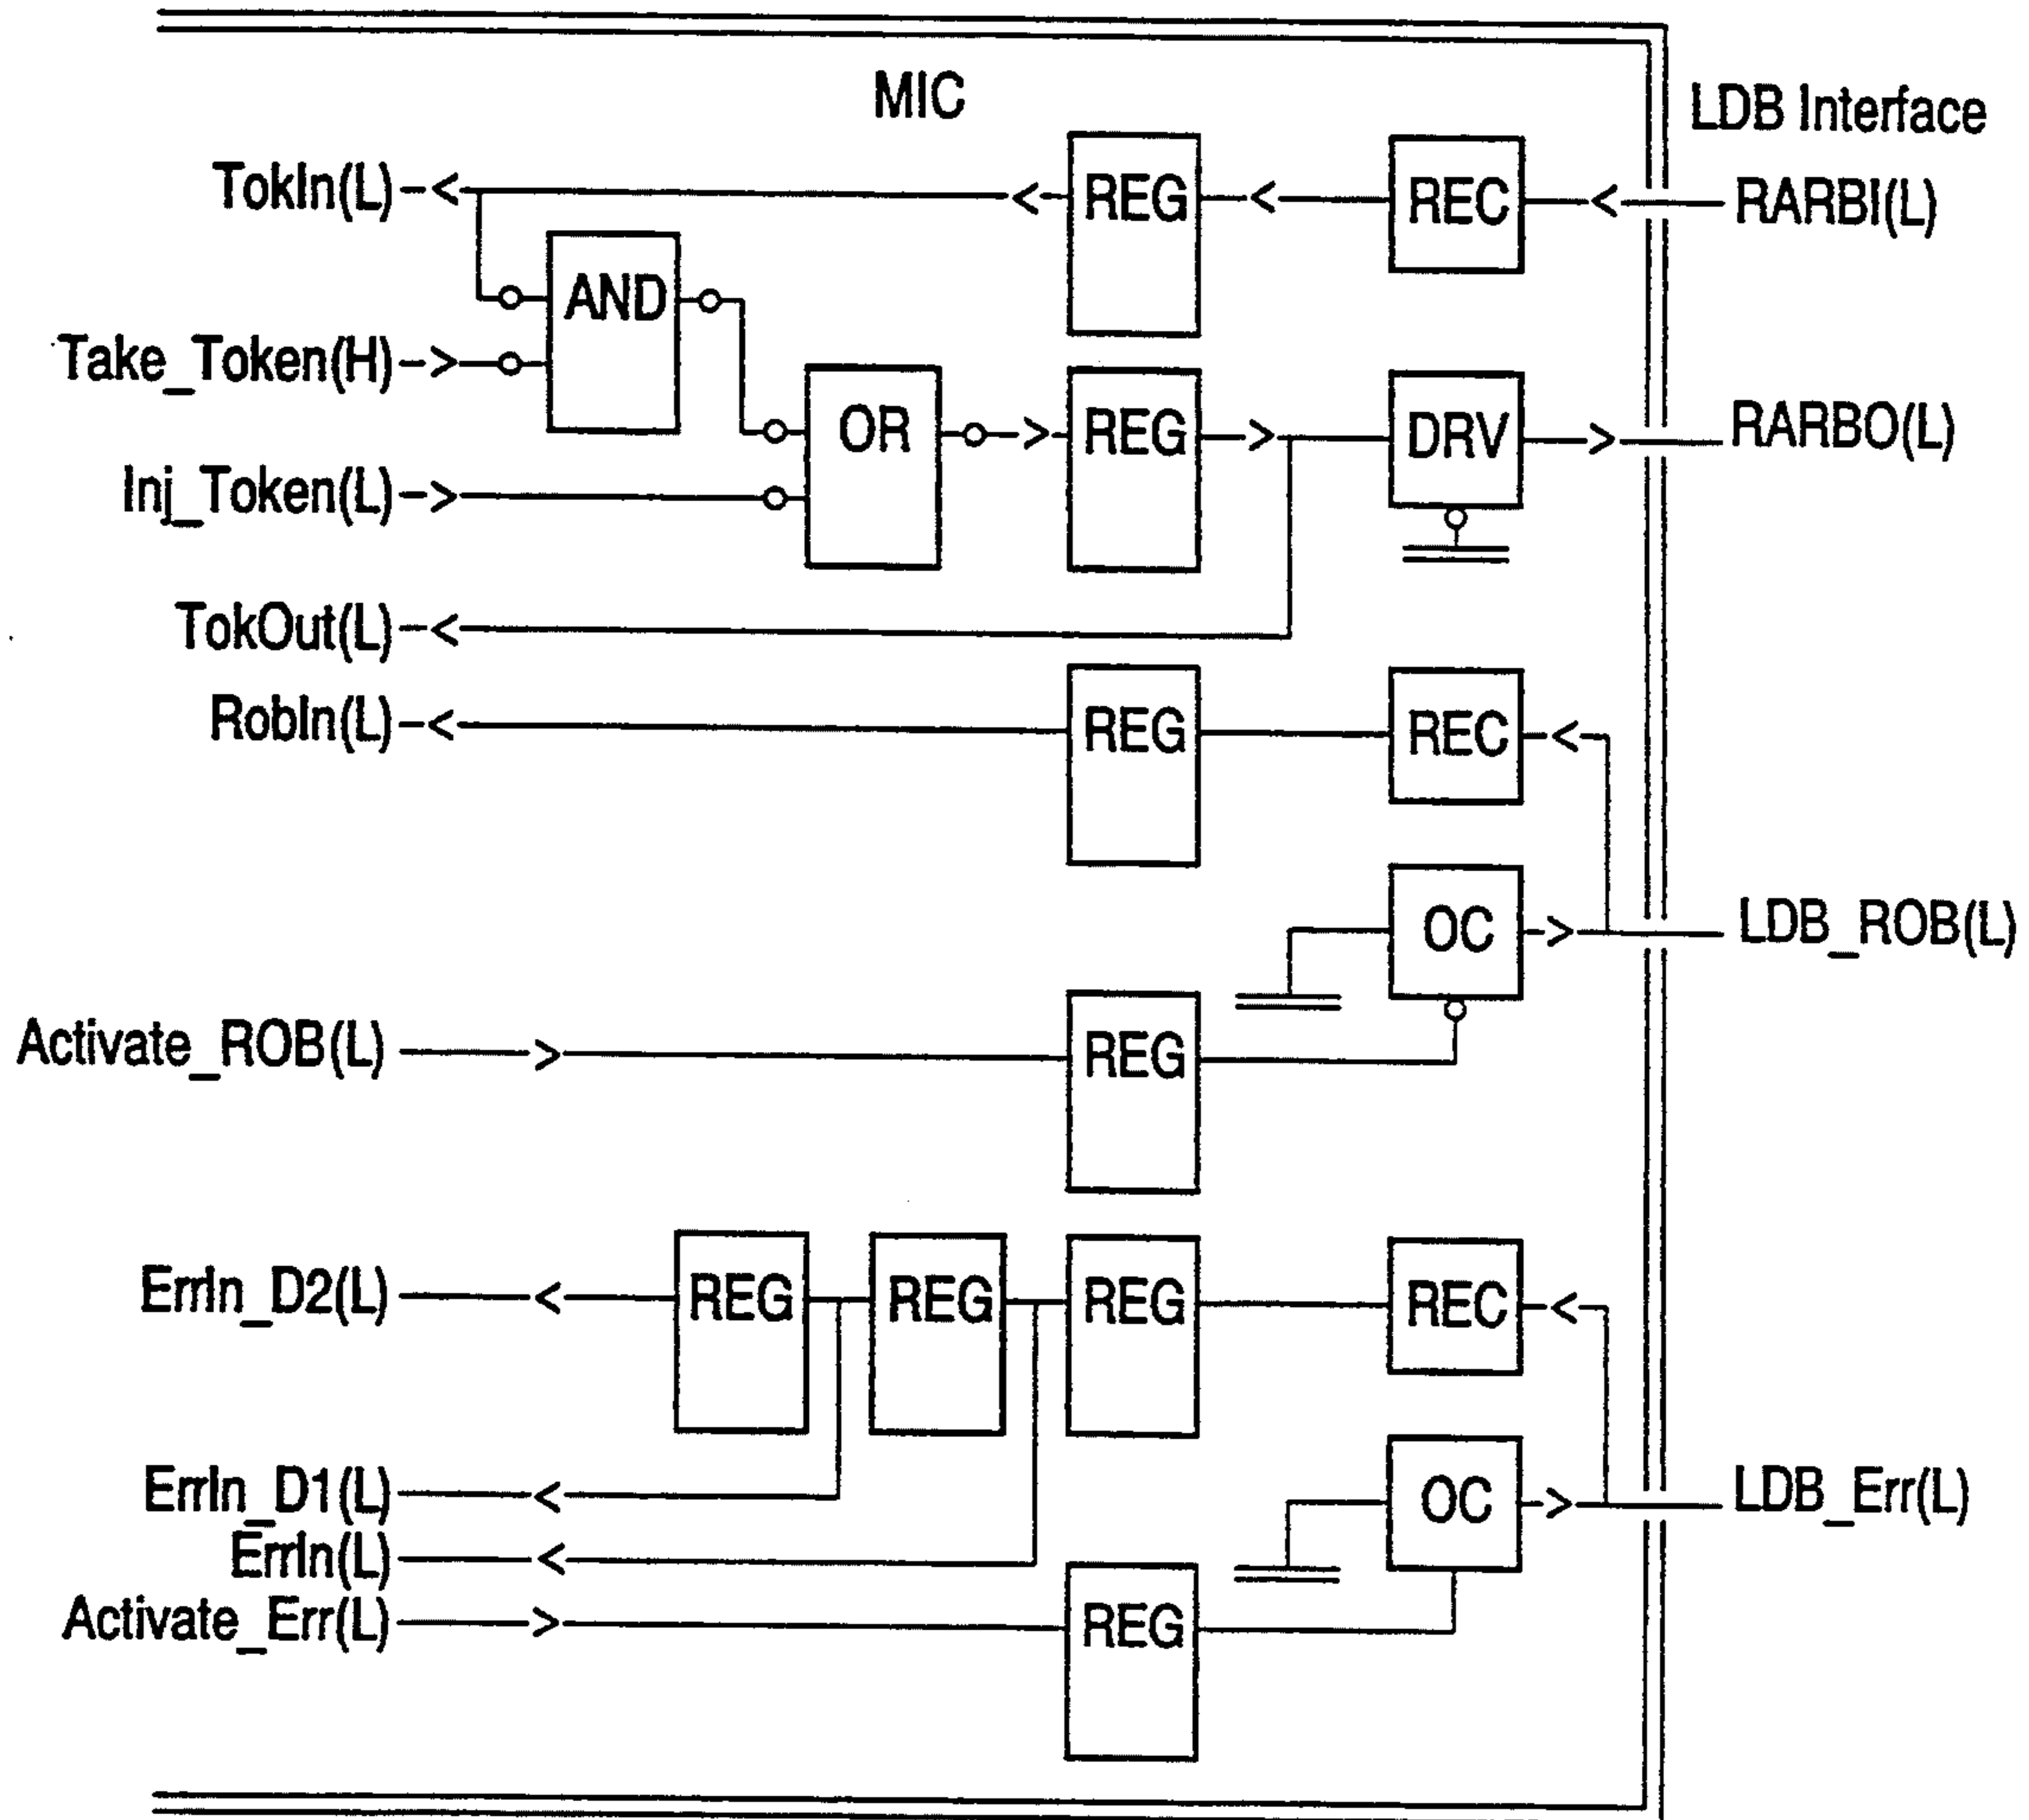 MIC
LDB Interface
TokIn(L)
REG
REC
RARBI(L)
AND
Take_Token(H)
OR
REG
DRV
RARBO(L)
Inj_Token(L)
TokOut(L)
RobIn(L)
REG
REC
OC
LDB_ROB(L)
Activate_ROB(L)
REG
ErrIn_D2(L)
REG
REG
REG
REC
ErrIn_D1(L)
OC
LDB_Err(L)
ErrIn(L)
Activate_Err(L)
REG